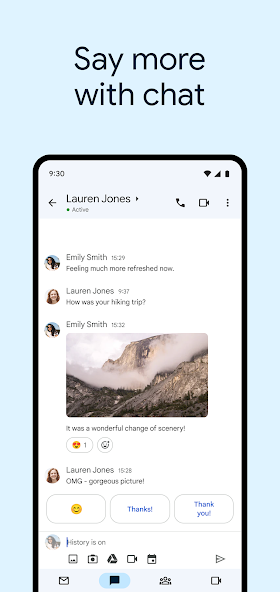 Say more
with chat
9:30
Lauren Jones
Active
Emily Smith 15:29
Feeling much more refreshed now.
Lauren Jones 9:37
How was your hiking trip?
Emily Smith 15:32
It was a wonderful change of scenery!
1
Lauren Jones 15:28
OMG - gorgeous picture!
Thanks!
Thank
you!
History is on